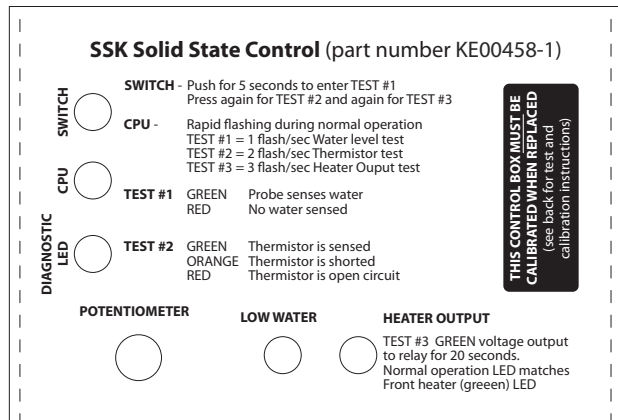 SSK Solid State Control (part number KE00458-1)
SWITCH
SWITCH - Push for 5 seconds to enter TEST #1
Press again for TEST #2 and again for TEST #3
CPU
CPU - Rapid flashing during normal operation
TEST #1 = 1 flash/sec Water level test
TEST #2 = 2 flash/sec Thermistor test
TEST #3 = 3 flash/sec Heater Ouput test
TEST #1 GREEN Probe senses water
RED No water sensed
DIAGNOSTIC
LED
TEST #2 GREEN Thermistor is sensed
ORANGE Thermistor is shorted
RED Thermistor is open circuit
THIS CONTROL BOX MUST BE
CALIBRATED WHEN REPLACED
(see back for test and
calibration instructions)
POTENTIOMETER
LOW WATER
HEATER OUTPUT
TEST #3 GREEN voltage output
to relay for 20 seconds.
Normal operation LED matches
Front heater (greeen) LED